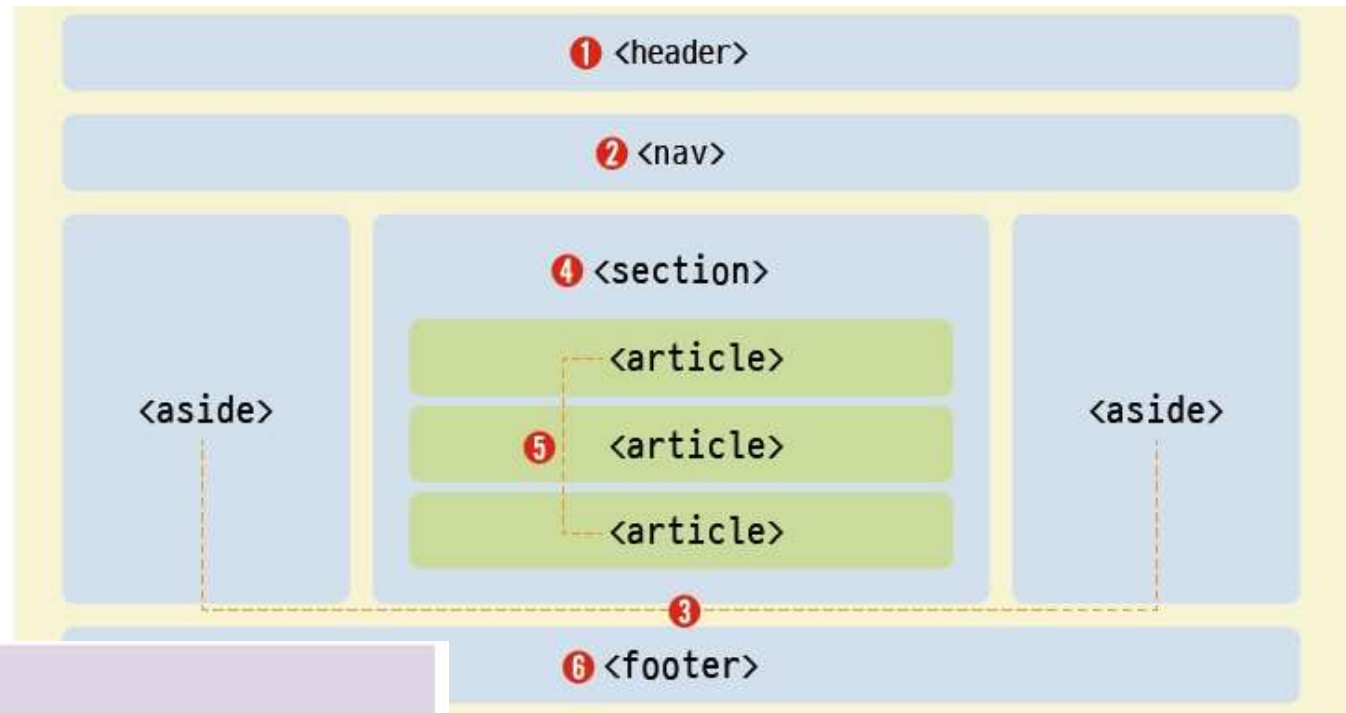 ❶ <header>
❷ <nav>
<aside>
❹ <section>
<article>
❺ <article>
<article>
<aside>
❸
❻ <footer>